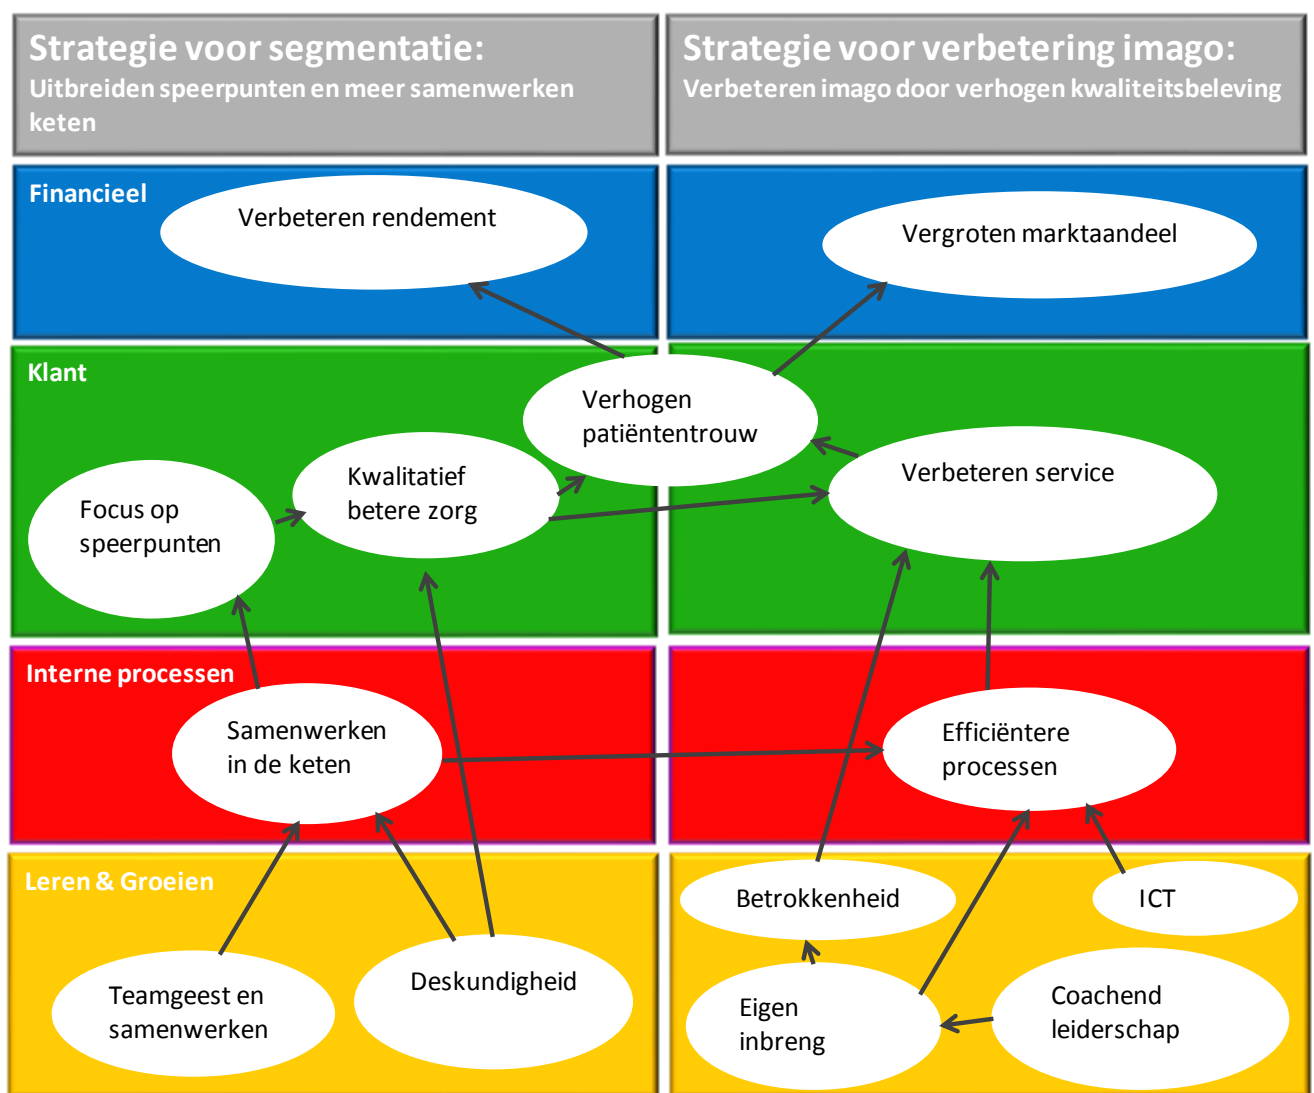 Strategie voor segmentatie:
Uitbreiden speerpunten en meer samenwerken
keten
Strategie voor verbetering imago:
Verbeteren imago door verhogen kwaliteitsbeleving
Financieel
Verbeteren rendement
Vergroten marktaandeel
Klant
Verhogen
patiëntentrouw
Kwalitatief
betere zorg
Verbeteren service
Focus op
speerpunten
Interne processen
Samenwerken
in de keten
Efficiëntere
processen
Leren & Groeien
Betrokkenheid
ICT
Teamgeest en
samenwerken
Deskundigheid
Eigen
inbreng
Coachend
leiderschap